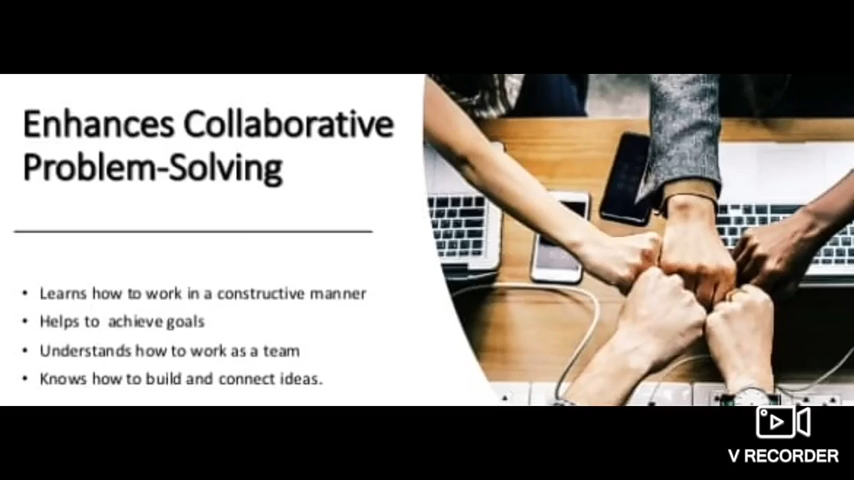 Enhances Collaborative
Problem-Solving
• Learns how to work in a constructive manner
• Helps to achieve goals
• Understands how to work as a team
• Knows how to build and connect ideas.
V RECORDER